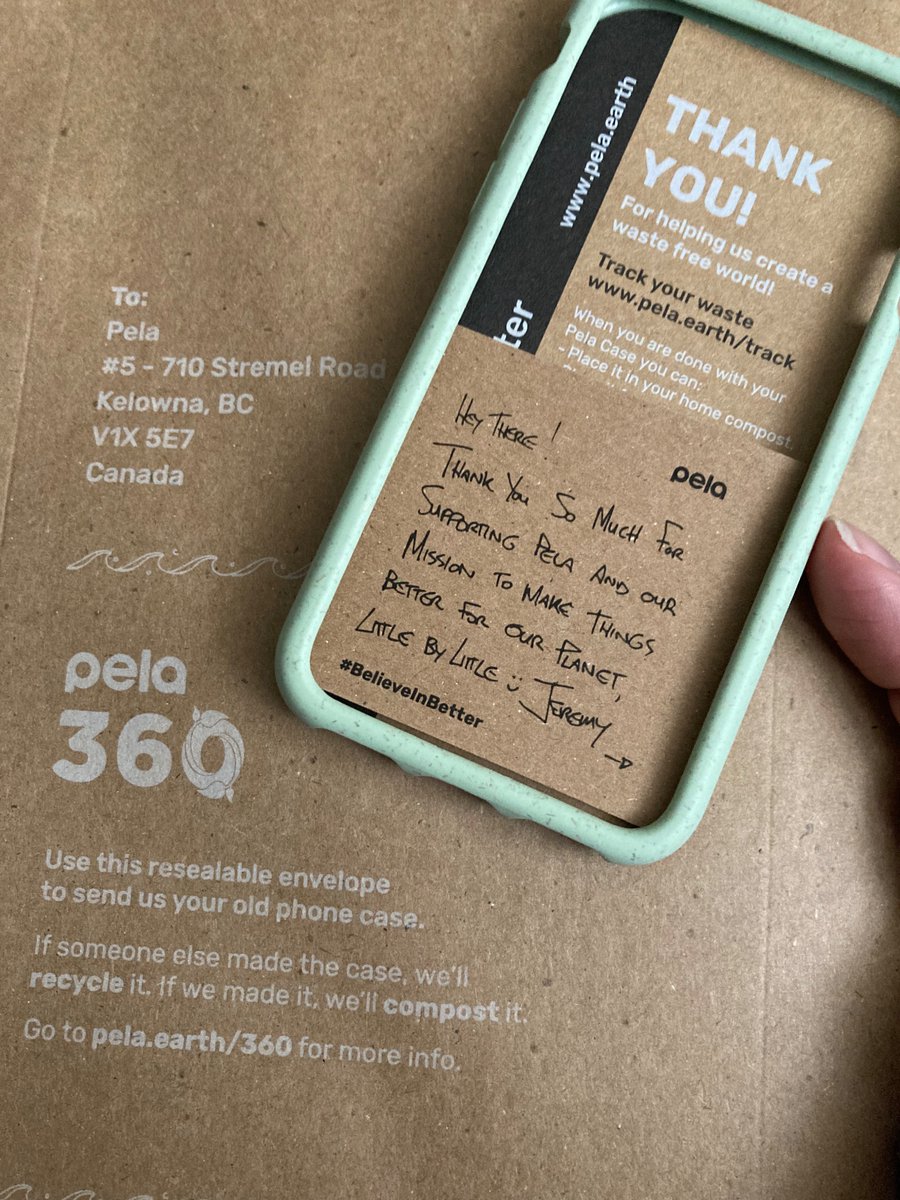 To:
Pela
#5 - 710 Stremel Road
Kelowna, BC
V1X 5E7
Canada
pela
360
Use this resealable envelope
to send us your old phone case.
If someone else made the case, we'll
recycle it. If we made it, we'll compost it.
Go to pela.earth/360 for more info.
www.pela.earth
THANK
YOU!
For helping us create a
waste free world!
Track your waste
www.pela.earth/track
When you are done with your
Pela Case you can:
- Place it in your home compost
pela
HEY THERE!
THANK YOU SO MUCH FOR
SUPPORTING PELA AND OUR
MISSION TO MAKE THINGS
BETTER FOR OUR PLANET,
LITTLE BY LITTLE :) JEREMY
#BelieveInBetter